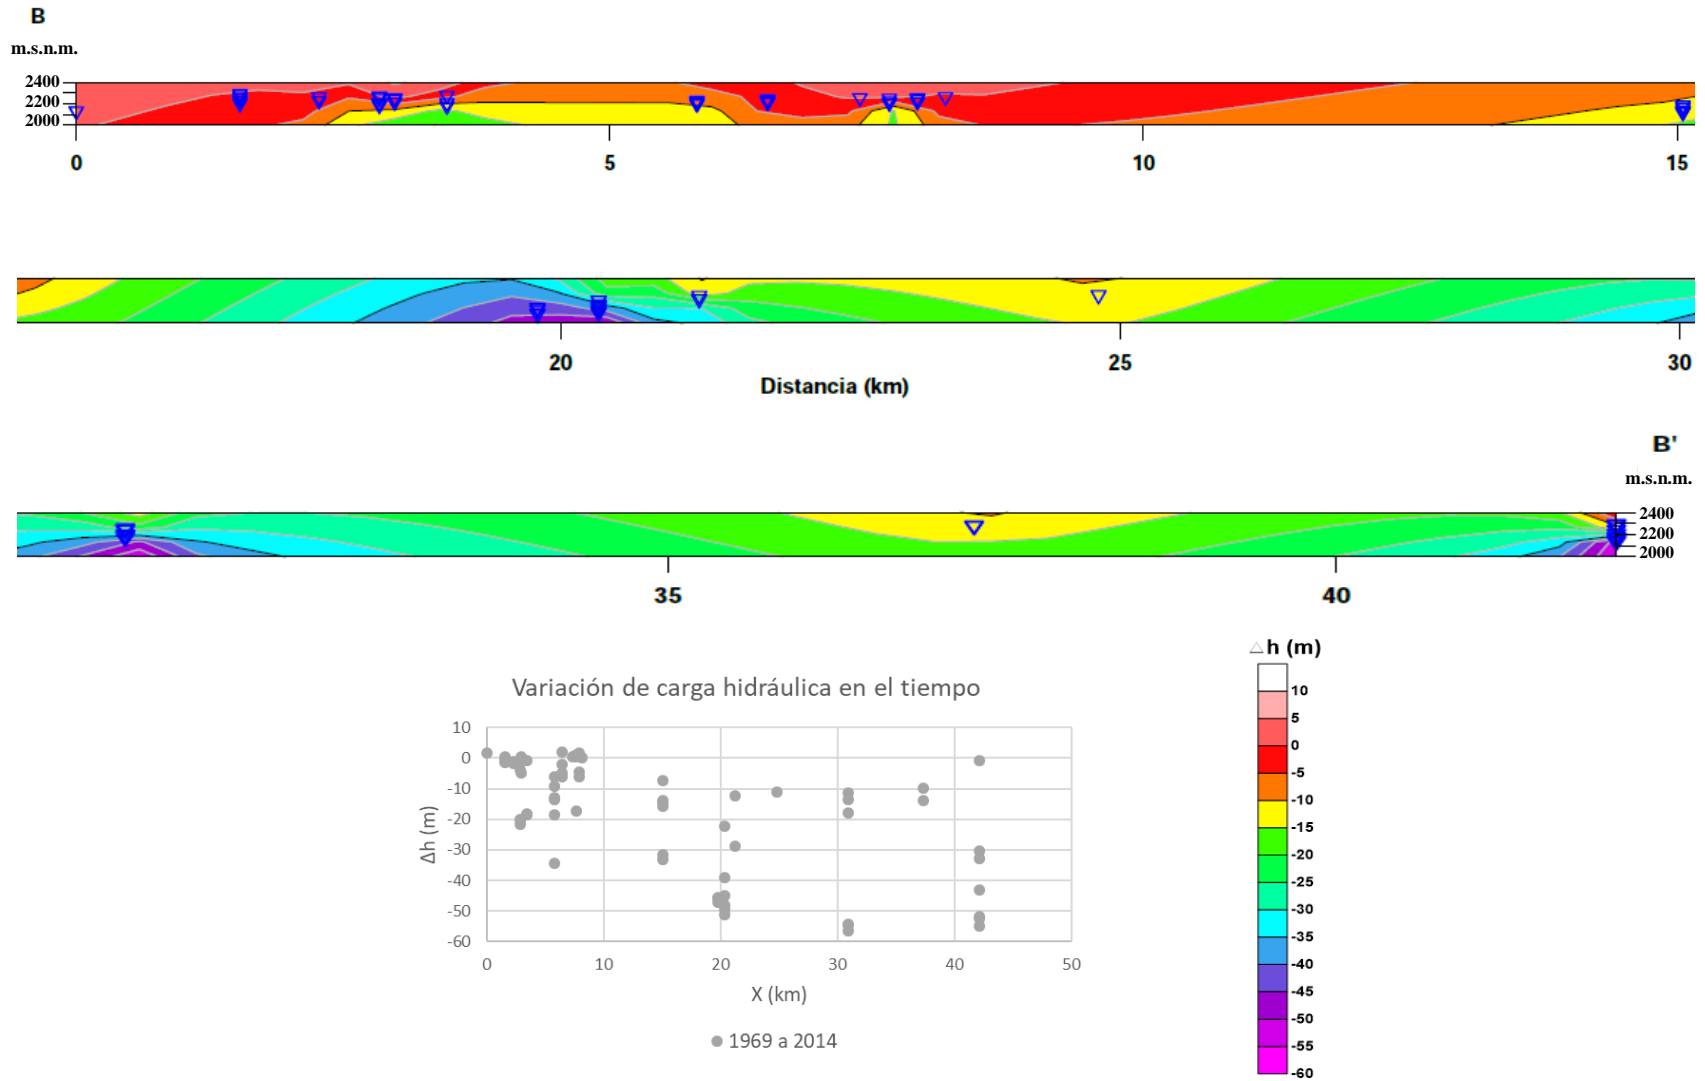 B
m.s.n.m.
2400
2200
2000
0 5 10 15
20 25 30
Distancia (km)
B'
m.s.n.m.
2400
2200
2000
35 40
△h (m)
10
5
0
-5
-10
-15
-20
-25
-30
-35
-40
-45
-50
-55
-60
Variación de carga hidráulica en el tiempo
10
0
-10
-20
-30
-40
-50
-60
Δh (m)
0 10 20 30 40 50
X (km)
1969 a 2014